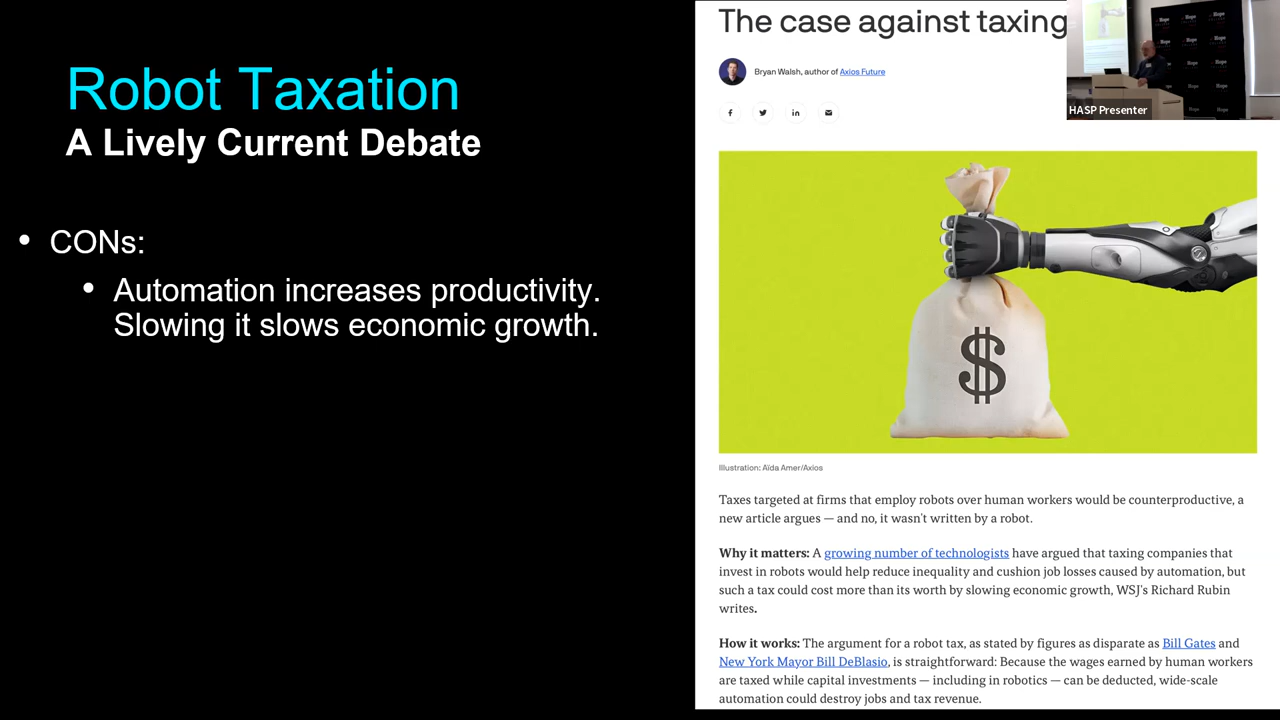 Robot Taxation
A Lively Current Debate
• CONs:
• Automation increases productivity.
Slowing it slows economic growth.
The case against taxing
Bryan Walsh, author of Axios Future
HASP Presenter
$
Illustration: Aïda Amer/Axios
Taxes targeted at firms that employ robots over human workers would be counterproductive, a
new article argues — and no, it wasn't written by a robot.
Why it matters: A growing number of technologists have argued that taxing companies that
invest in robots would help reduce inequality and cushion job losses caused by automation, but
such a tax could cost more than its worth by slowing economic growth, WSJ's Richard Rubin
writes.
How it works: The argument for a robot tax, as stated by figures as disparate as Bill Gates and
New York Mayor Bill DeBlasio, is straightforward: Because the wages earned by human workers
are taxed while capital investments — including in robotics — can be deducted, wide-scale
automation could destroy jobs and tax revenue.